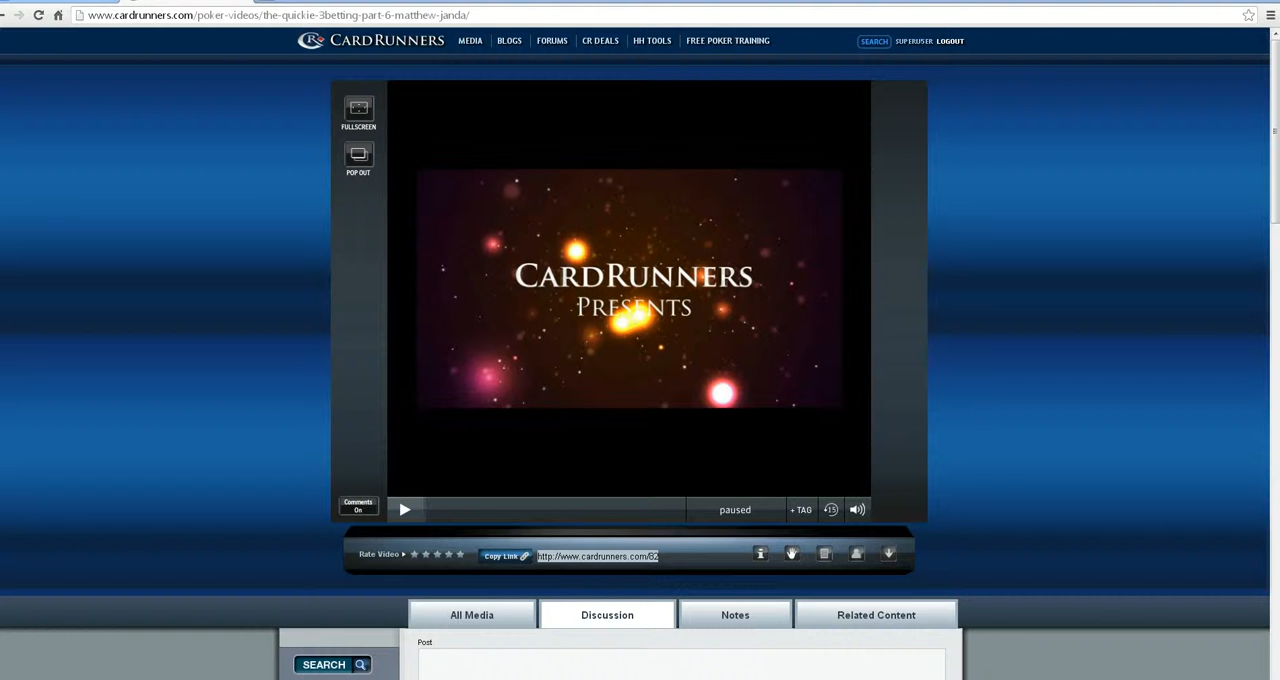 www.cardrunners.com/poker-videos/the-quickie-3betting-part-6-matthew-janda/
CR CARDRUNNERS MEDIA BLOGS FORUMS CR DEALS HH TOOLS FREE POKER TRAINING SEARCH SUPERUSER LOGOUT
FULLSCREEN
POP OUT
CARDRUNNERS
PRESENTS
Comments
On
paused + TAG 15
Rate Video Copy Link http://www.cardrunners.com/82
All Media Discussion Notes Related Content
Post
SEARCH